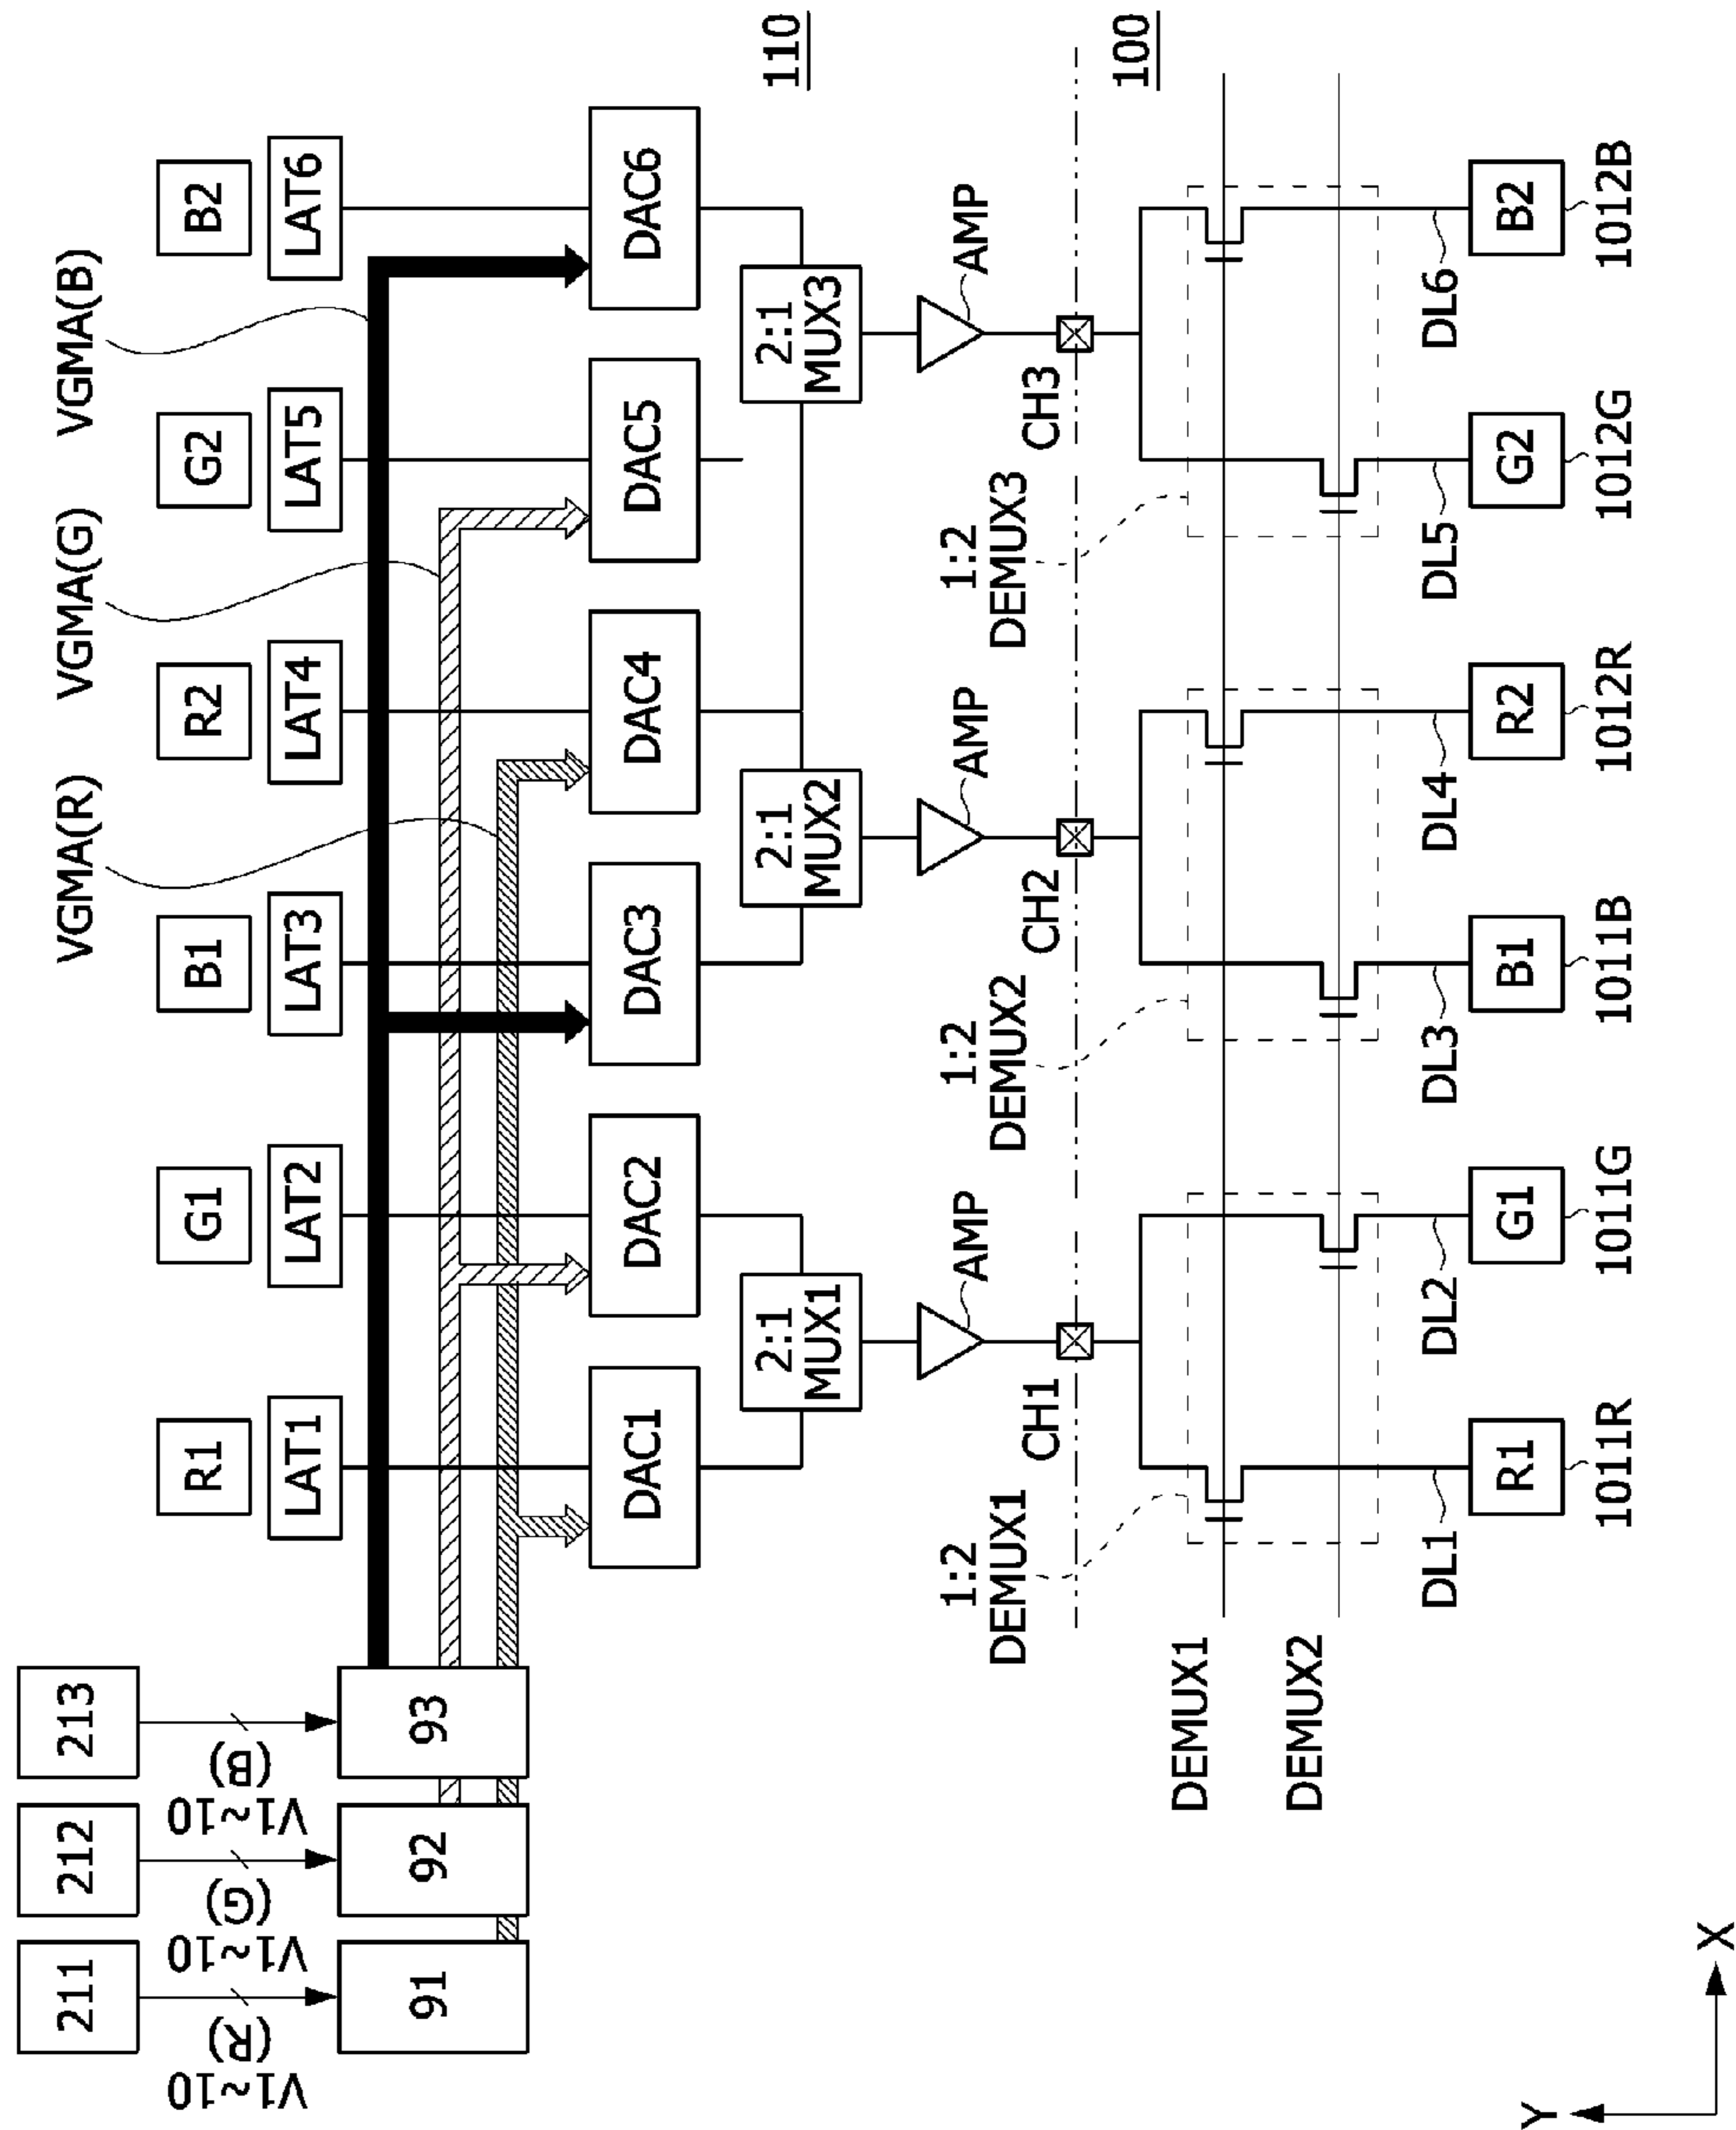 211
212
213
V1~10
(R)
V1~10
(G)
V1~10
(B)
91
92
93
VGMA(R)
VGMA(G)
VGMA(B)
R1
G1
B1
R2
G2
B2
LAT1
LAT2
LAT3
LAT4
LAT5
LAT6
DAC1
DAC2
DAC3
DAC4
DAC5
DAC6
110
2:1
MUX1
2:1
MUX2
2:1
MUX3
AMP
AMP
AMP
CH1
CH2
CH3
100
1:2
DEMUX1
1:2
DEMUX2
1:2
DEMUX3
DEMUX1
DEMUX2
DL1
DL2
DL3
DL4
DL5
DL6
R1
G1
B1
R2
G2
B2
1011R
1011G
1011B
1012R
1012G
1012B
Y
X